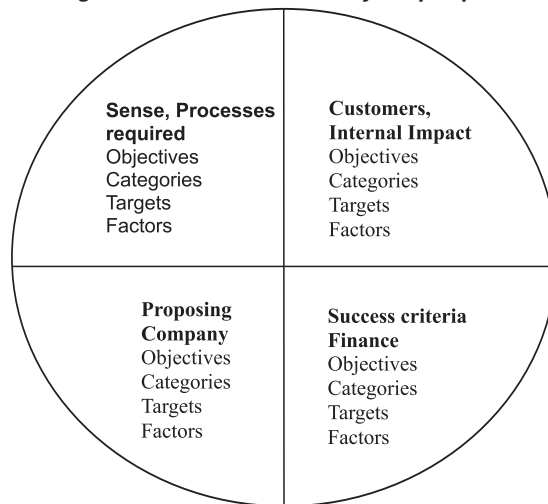 Sense, Processes
required
Objectives
Categories
Targets
Factors
Customers,
Internal Impact
Objectives
Categories
Targets
Factors
Proposing
Company
Objectives
Categories
Targets
Factors
Success criteria
Finance
Objectives
Categories
Targets
Factors